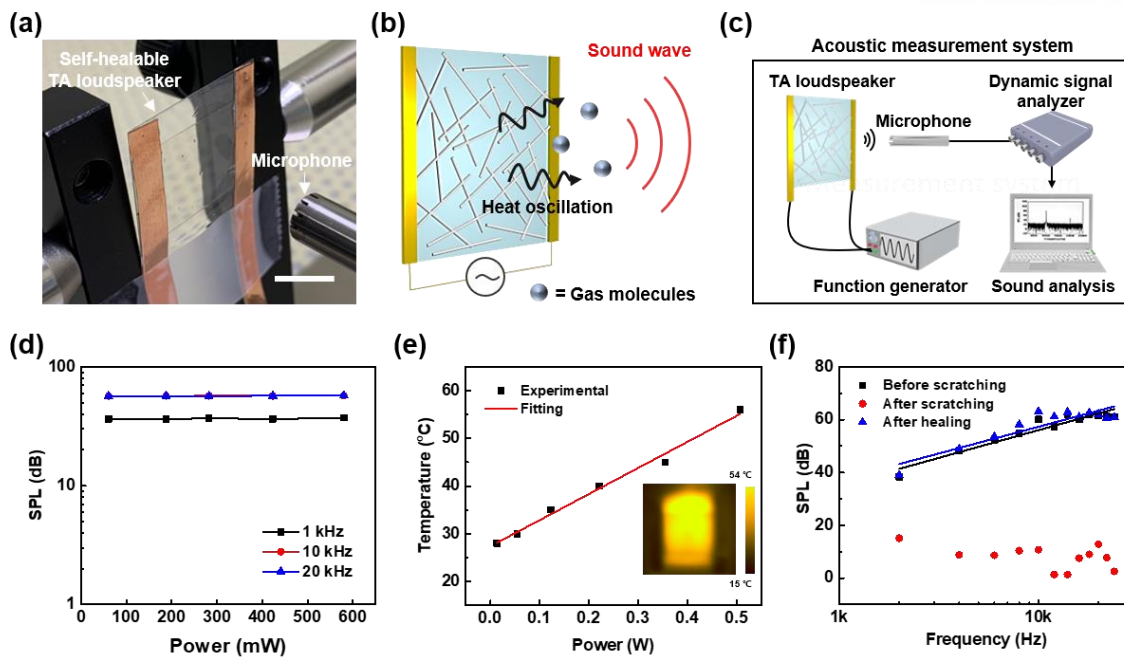 (a)
Self-healable
TA loudspeaker
Microphone
(b)
Sound wave
Heat oscillation
= Gas molecules
(c)
Acoustic measurement system
TA loudspeaker
Dynamic signal
analyzer
Microphone
Function generator
Sound analysis
(d)
SPL (dB)
100
10
1
1 kHz
10 kHz
20 kHz
0 100 200 300 400 500 600
Power (mW)
(e)
Temperature (°C)
60
50
40
30
20
Experimental
Fitting
54 ℃
15 ℃
0.0 0.1 0.2 0.3 0.4 0.5
Power (W)
(f)
SPL (dB)
80
60
40
20
0
Before scratching
After scratching
After healing
1k 10k
Frequency (Hz)